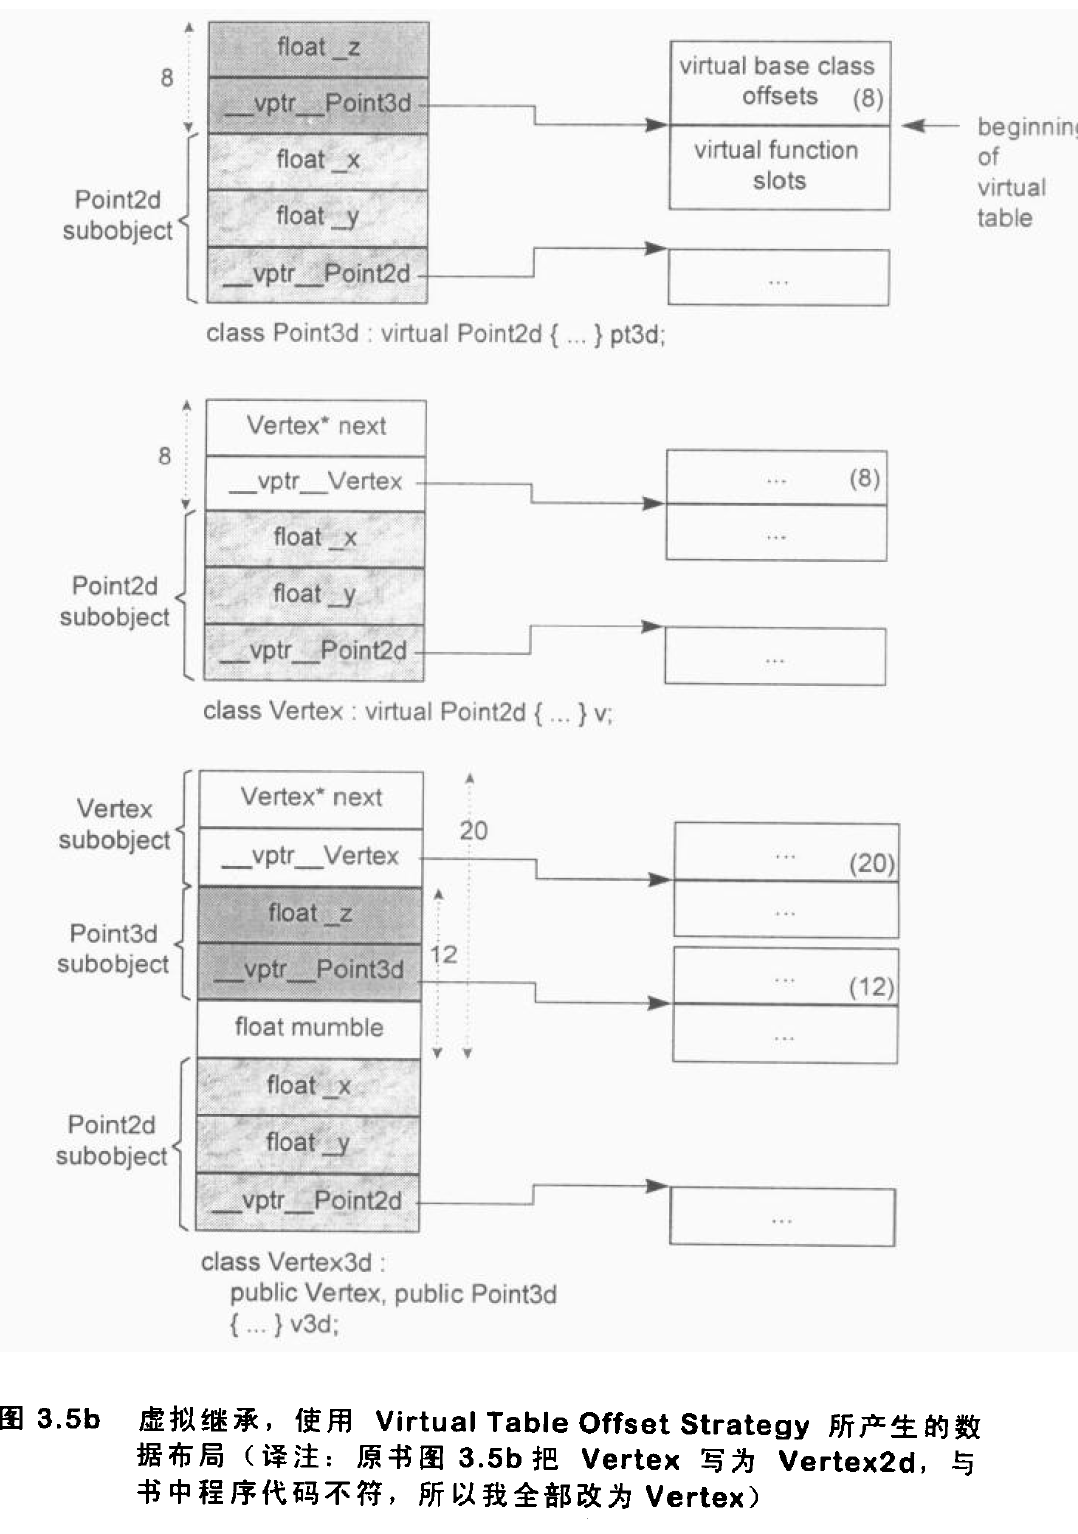 float _z
8
__vptr__Point3d
float _x
Point2d
subobject
float _y
__vptr__Point2d
virtual base class
offsets (8)
virtual function
slots
beginning
of
virtual
table
...
class Point3d : virtual Point2d { ... } pt3d;
Vertex* next
8
__vptr__Vertex
float _x
Point2d
subobject
float _y
__vptr__Point2d
... (8)
...
...
class Vertex : virtual Point2d { ... } v;
Vertex
subobject
Vertex* next
20
__vptr__Vertex
Point3d
subobject
float _z
12
__vptr__Point3d
float mumble
Point2d
subobject
float _x
float _y
__vptr__Point2d
... (20)
...
... (12)
...
...
class Vertex3d :
public Vertex, public Point3d
{ ... } v3d;
图 3.5b 虚拟继承，使用 Virtual Table Offset Strategy 所产生的数
据布局（译注：原书图 3.5b 把 Vertex 写为 Vertex2d，与
书中程序代码不符，所以我全部改为 Vertex）